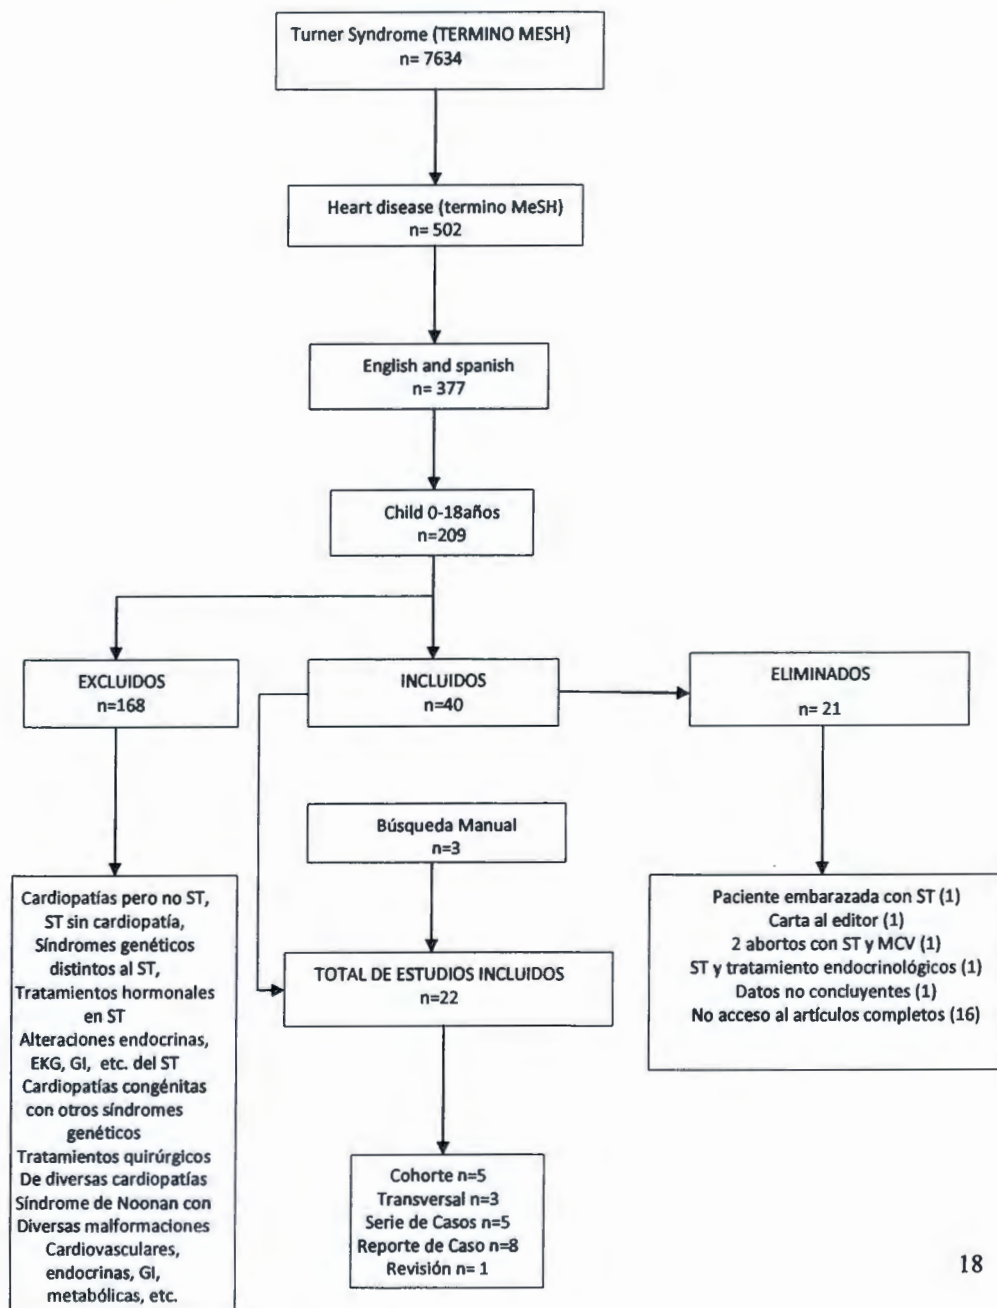 Turner Syndrome (TERMINO MESH)
n= 7634
Heart disease (termino MeSH)
n= 502
English and spanish
n= 377
Child 0-18años
n=209
EXCLUIDOS
n=168
INCLUIDOS
n=40
ELIMINADOS
n= 21
Búsqueda Manual
n=3
Cardiopatías pero no ST,
ST sin cardiopatía,
Síndromes genéticos
distintos al ST,
Tratamientos hormonales
en ST
Alteraciones endocrinas,
EKG, GI, etc. del ST
Cardiopatías congénitas
con otros síndromes
genéticos
Tratamientos quirúrgicos
De diversas cardiopatías
Síndrome de Noonan con
Diversas malformaciones
Cardiovasculares,
endocrinas, GI,
metabólicas, etc.
TOTAL DE ESTUDIOS INCLUIDOS
n=22
Paciente embarazada con ST (1)
Carta al editor (1)
2 abortos con ST y MCV (1)
ST y tratamiento endocrinológicos (1)
Datos no concluyentes (1)
No acceso al artículos completos (16)
Cohorte n=5
Transversal n=3
Serie de Casos n=5
Reporte de Caso n=8
Revisión n= 1
18